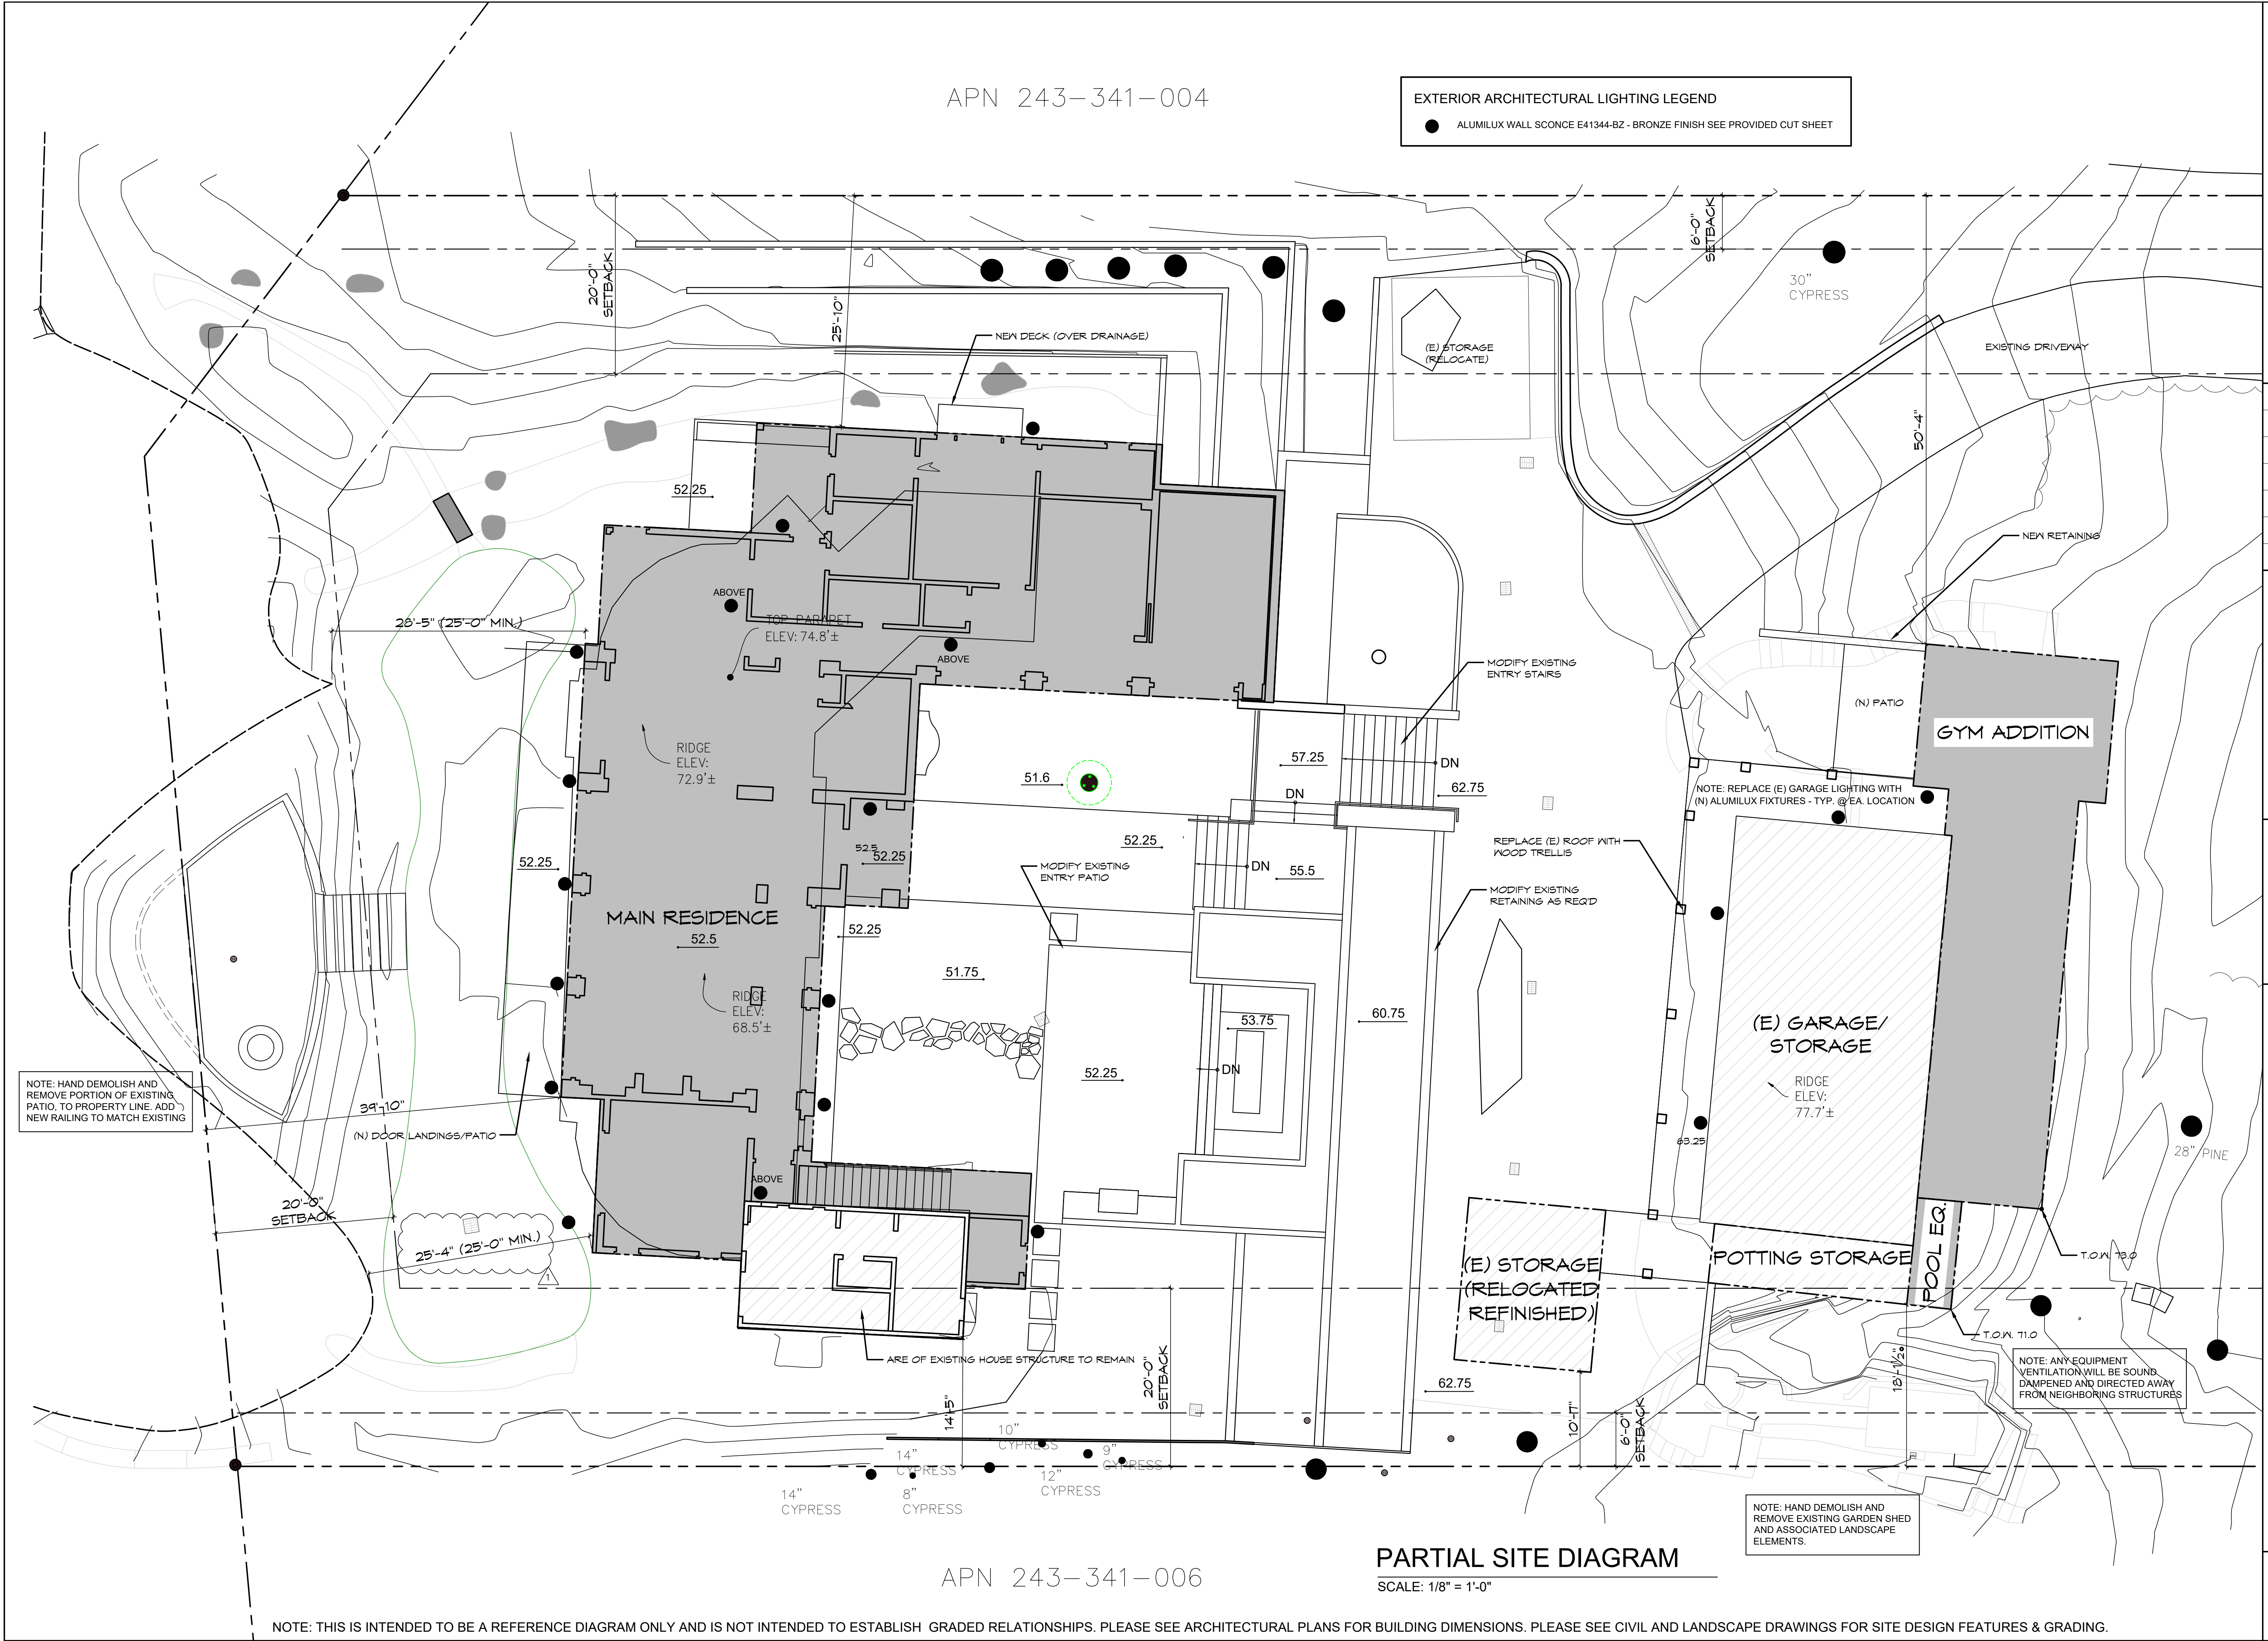 APN 243-341-004
EXTERIOR ARCHITECTURAL LIGHTING LEGEND
ALUMILUX WALL SCONCE E41344-BZ - BRONZE FINISH SEE PROVIDED CUT SHEET
6'-0"
SETBACK
20'-0"
SETBACK
25'-10"
30"
CYPRESS
NEW DECK (OVER DRAINAGE)
(E) STORAGE
(RELOCATE)
EXISTING DRIVEWAY
50'-4"
52.25
NEW RETAINING
ABOVE
28'-5" (25'-0" MIN.)
TOP PARAPET
ELEV: 74.8'±
ABOVE
MODIFY EXISTING
ENTRY STAIRS
(N) PATIO
GYM ADDITION
RIDGE
ELEV:
72.9'±
57.25
DN
51.6
62.75
DN
NOTE: REPLACE (E) GARAGE LIGHTING WITH
(N) ALUMILUX FIXTURES - TYP. @ EA. LOCATION
52.25
52.5
52.25
52.25
MODIFY EXISTING
ENTRY PATIO
DN
55.5
REPLACE (E) ROOF WITH
WOOD TRELLIS
MODIFY EXISTING
RETAINING AS REQ'D
MAIN RESIDENCE
52.5
52.25
51.75
RIDGE
ELEV:
68.5'±
53.75
60.75
(E) GARAGE/
STORAGE
DN
52.25
RIDGE
ELEV:
77.7'±
NOTE: HAND DEMOLISH AND
REMOVE PORTION OF EXISTING
PATIO, TO PROPERTY LINE. ADD
NEW RAILING TO MATCH EXISTING
39'-10"
(N) DOOR LANDINGS/PATIO
63.25
28" PINE
ABOVE
20'-0"
SETBACK
25'-4" (25'-0" MIN.)
1
(E) STORAGE
(RELOCATED
REFINISHED)
POTTING STORAGE
POOL EQ.
T.O.W. 73.0
T.O.W. 71.0
ARE OF EXISTING HOUSE STRUCTURE TO REMAIN
20'-0"
SETBACK
62.75
NOTE: ANY EQUIPMENT
VENTILATION WILL BE SOUND
DAMPENED AND DIRECTED AWAY
FROM NEIGHBORING STRUCTURES
14'-5"
10'-7"
6'-0"
SETBACK
10"
CYPRESS
14"
CYPRESS
9"
CYPRESS
12"
CYPRESS
14"
CYPRESS
8"
CYPRESS
NOTE: HAND DEMOLISH AND
REMOVE EXISTING GARDEN SHED
AND ASSOCIATED LANDSCAPE
ELEMENTS.
PARTIAL SITE DIAGRAM
SCALE: 1/8" = 1'-0"
APN 243-341-006
NOTE: THIS IS INTENDED TO BE A REFERENCE DIAGRAM ONLY AND IS NOT INTENDED TO ESTABLISH GRADED RELATIONSHIPS. PLEASE SEE ARCHITECTURAL PLANS FOR BUILDING DIMENSIONS. PLEASE SEE CIVIL AND LANDSCAPE DRAWINGS FOR SITE DESIGN FEATURES & GRADING.